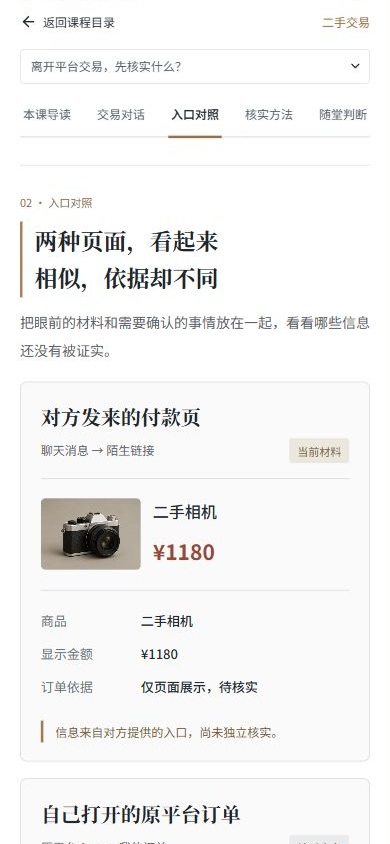 返回课程目录
二手交易
离开平台交易，先核实什么？
本课导读 交易对话 入口对照 核实方法 随堂判断
02 · 入口对照
两种页面，看起来
相似，依据却不同
把眼前的材料和需要确认的事情放在一起，看看哪些信息
还没有被证实。
对方发来的付款页
聊天消息 → 陌生链接
当前材料
二手相机
¥1180
商品 二手相机
显示金额 ¥1180
订单依据 仅页面展示，待核实
信息来自对方提供的入口，尚未独立核实。
自己打开的原平台订单